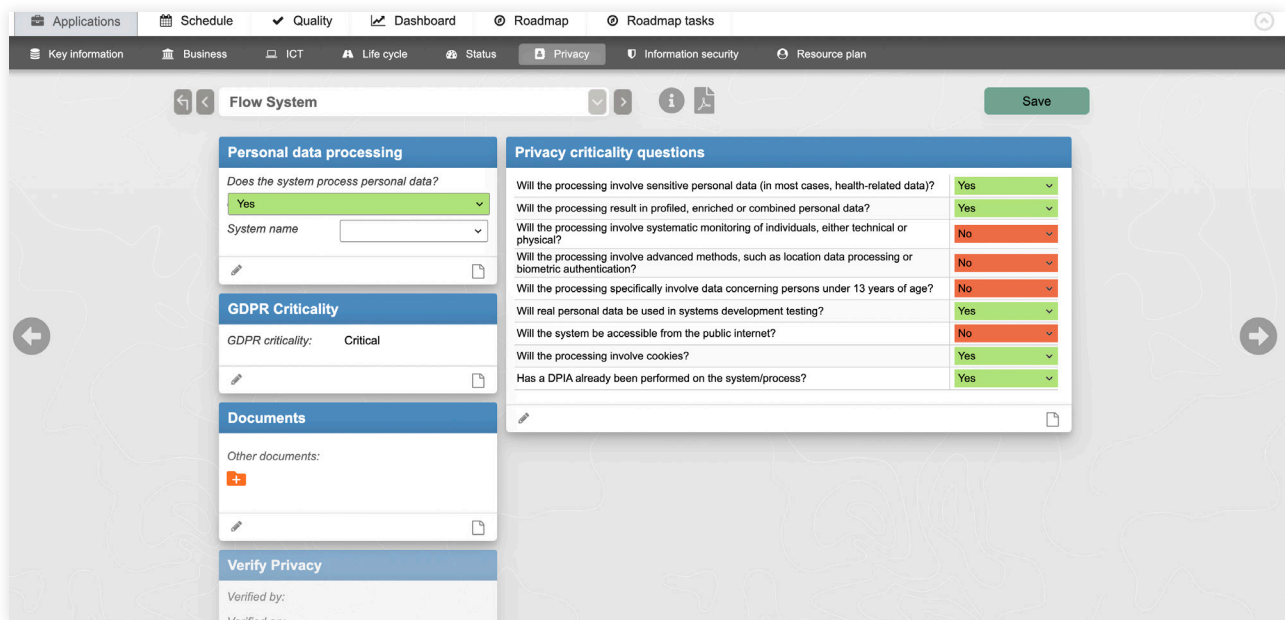 Applications
Schedule
Quality
Dashboard
Roadmap
Roadmap tasks
Key information
Business
ICT
Life cycle
Status
Privacy
Information security
Resource plan
Flow System
Save
Personal data processing
Does the system process personal data?
Yes
System name
GDPR Criticality
GDPR criticality: Critical
Documents
Other documents:
Verify Privacy
Verified by:
Privacy criticality questions
Will the processing involve sensitive personal data (in most cases, health-related data)? Yes
Will the processing result in profiled, enriched or combined personal data? Yes
Will the processing involve systematic monitoring of individuals, either technical or
physical? No
Will the processing involve advanced methods, such as location data processing or
biometric authentication? No
Will the processing specifically involve data concerning persons under 13 years of age? No
Will real personal data be used in systems development testing? Yes
Will the system be accessible from the public internet? No
Will the processing involve cookies? Yes
Has a DPIA already been performed on the system/process? Yes